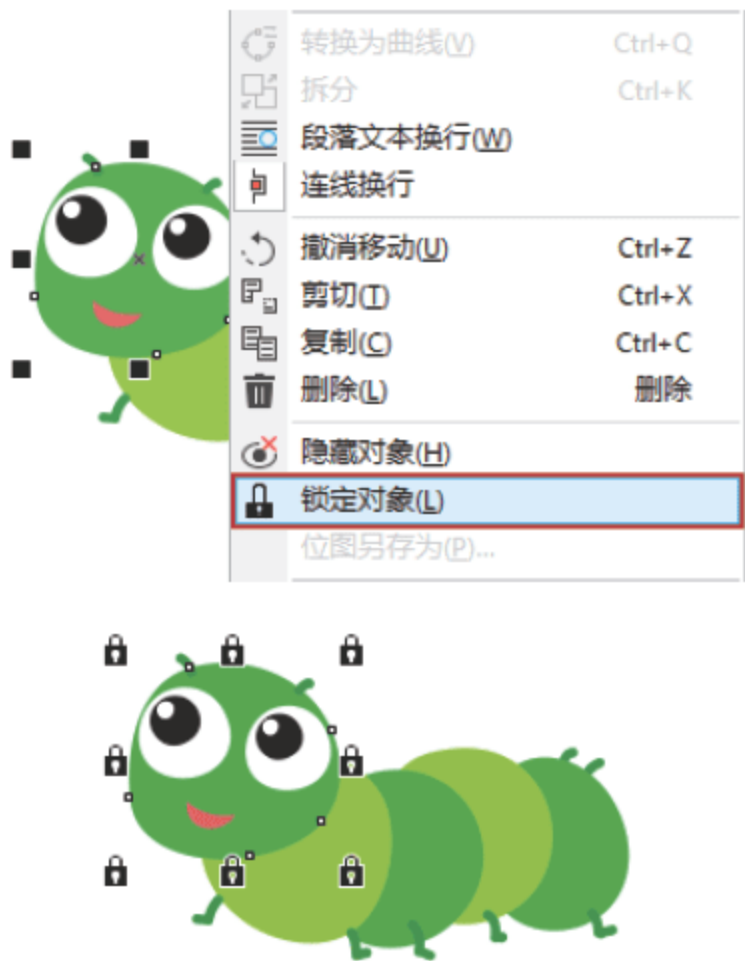 转换为曲线(V) Ctrl+Q
拆分 Ctrl+K
段落文本换行(W)
连线换行
撤消移动(U) Ctrl+Z
剪切(T) Ctrl+X
复制(C) Ctrl+C
删除(L) 删除
隐藏对象(H)
锁定对象(L)
位图另存为(P)...